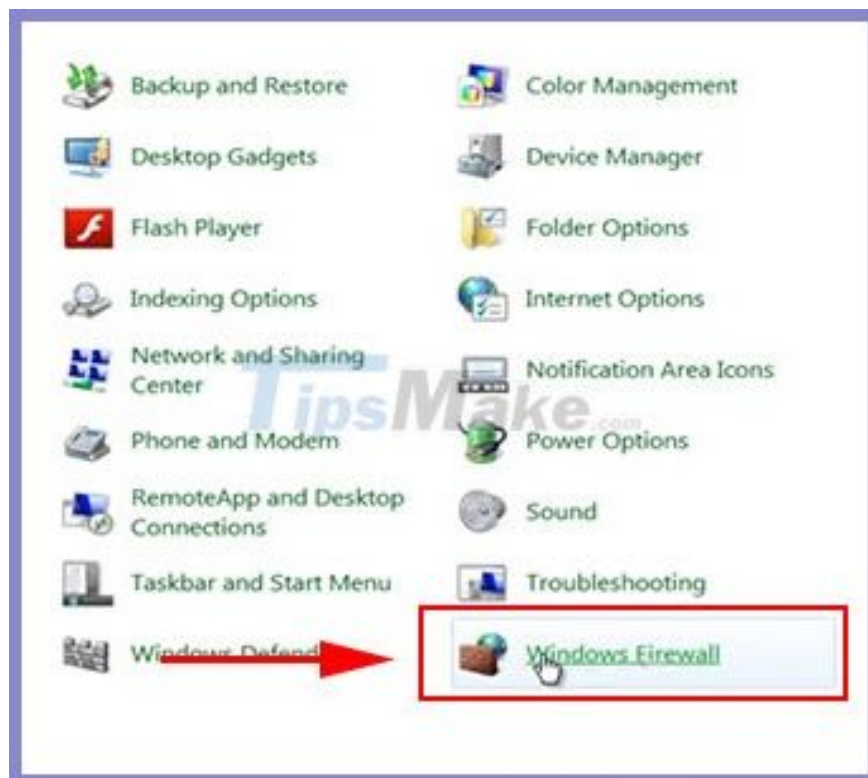 Backup and Restore
Color Management
Desktop Gadgets
Device Manager
Flash Player
Folder Options
Indexing Options
Internet Options
Network and Sharing
Center
Notification Area Icons
TipsMake.com
Phone and Modem
Power Options
RemoteApp and Desktop
Connections
Sound
Taskbar and Start Menu
Troubleshooting
Windows Defend
Windows Firewall